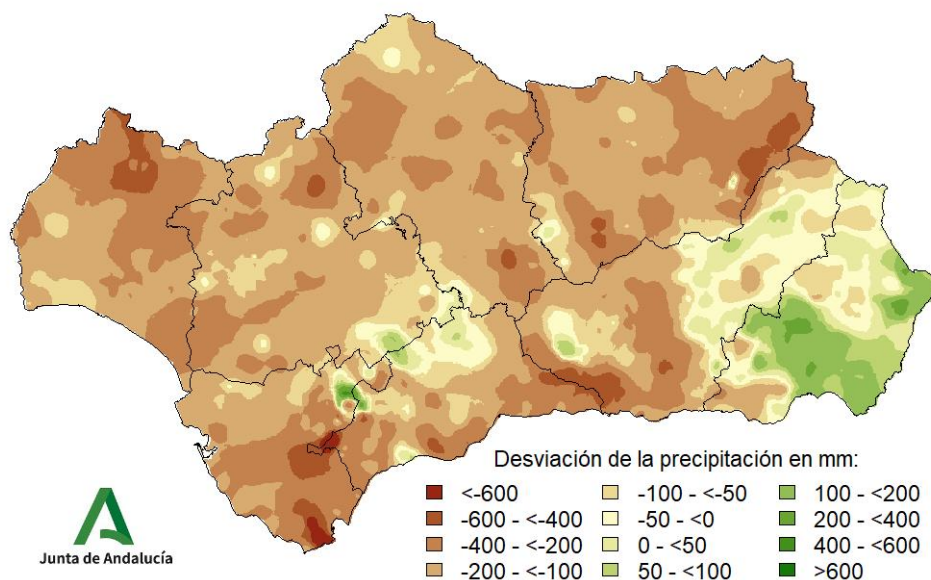 Desviación de la precipitación en mm:
<-600
-600 - <-400
-400 - <-200
-200 - <-100
-100 - <-50
-50 - <0
0 - <50
50 - <100
100 - <200
200 - <400
400 - <600
>600
Junta de Andalucía